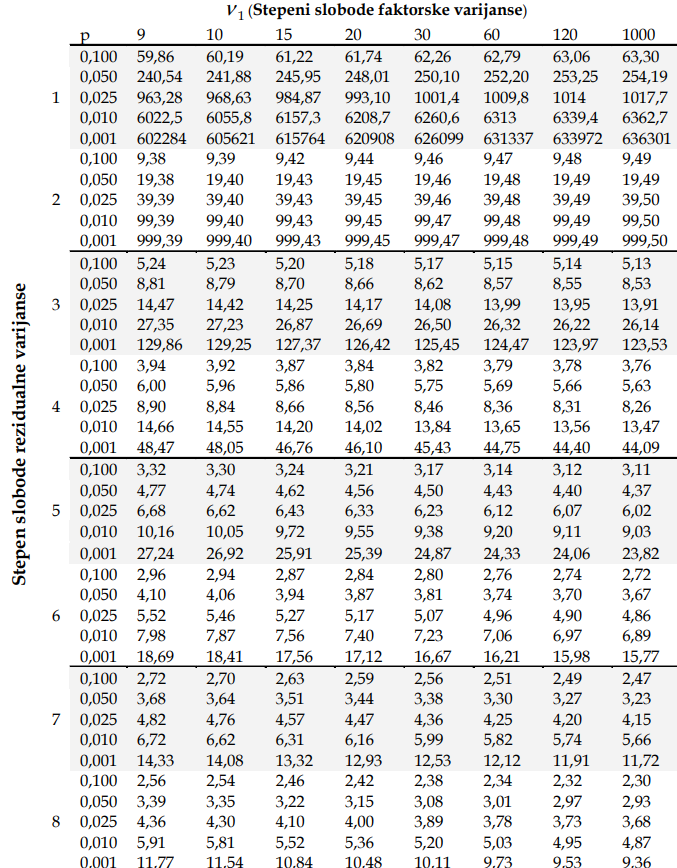 ν1 (Stepeni slobode faktorske varijanse)
p 9 10 15 20 30 60 120 1000
Stepen slobode rezidualne varijanse
0,100 59,86 60,19 61,22 61,74 62,26 62,79 63,06 63,30
0,050 240,54 241,88 245,95 248,01 250,10 252,20 253,25 254,19
1 0,025 963,28 968,63 984,87 993,10 1001,4 1009,8 1014 1017,7
0,010 6022,5 6055,8 6157,3 6208,7 6260,6 6313 6339,4 6362,7
0,001 602284 605621 615764 620908 626099 631337 633972 636301
0,100 9,38 9,39 9,42 9,44 9,46 9,47 9,48 9,49
0,050 19,38 19,40 19,43 19,45 19,46 19,48 19,49 19,49
2 0,025 39,39 39,40 39,43 39,45 39,46 39,48 39,49 39,50
0,010 99,39 99,40 99,43 99,45 99,47 99,48 99,49 99,50
0,001 999,39 999,40 999,43 999,45 999,47 999,48 999,49 999,50
0,100 5,24 5,23 5,20 5,18 5,17 5,15 5,14 5,13
0,050 8,81 8,79 8,70 8,66 8,62 8,57 8,55 8,53
3 0,025 14,47 14,42 14,25 14,17 14,08 13,99 13,95 13,91
0,010 27,35 27,23 26,87 26,69 26,50 26,32 26,22 26,14
0,001 129,86 129,25 127,37 126,42 125,45 124,47 123,97 123,53
0,100 3,94 3,92 3,87 3,84 3,82 3,79 3,78 3,76
0,050 6,00 5,96 5,86 5,80 5,75 5,69 5,66 5,63
4 0,025 8,90 8,84 8,66 8,56 8,46 8,36 8,31 8,26
0,010 14,66 14,55 14,20 14,02 13,84 13,65 13,56 13,47
0,001 48,47 48,05 46,76 46,10 45,43 44,75 44,40 44,09
0,100 3,32 3,30 3,24 3,21 3,17 3,14 3,12 3,11
0,050 4,77 4,74 4,62 4,56 4,50 4,43 4,40 4,37
5 0,025 6,68 6,62 6,43 6,33 6,23 6,12 6,07 6,02
0,010 10,16 10,05 9,72 9,55 9,38 9,20 9,11 9,03
0,001 27,24 26,92 25,91 25,39 24,87 24,33 24,06 23,82
0,100 2,96 2,94 2,87 2,84 2,80 2,76 2,74 2,72
0,050 4,10 4,06 3,94 3,87 3,81 3,74 3,70 3,67
6 0,025 5,52 5,46 5,27 5,17 5,07 4,96 4,90 4,86
0,010 7,98 7,87 7,56 7,40 7,23 7,06 6,97 6,89
0,001 18,69 18,41 17,56 17,12 16,67 16,21 15,98 15,77
0,100 2,72 2,70 2,63 2,59 2,56 2,51 2,49 2,47
0,050 3,68 3,64 3,51 3,44 3,38 3,30 3,27 3,23
7 0,025 4,82 4,76 4,57 4,47 4,36 4,25 4,20 4,15
0,010 6,72 6,62 6,31 6,16 5,99 5,82 5,74 5,66
0,001 14,33 14,08 13,32 12,93 12,53 12,12 11,91 11,72
0,100 2,56 2,54 2,46 2,42 2,38 2,34 2,32 2,30
0,050 3,39 3,35 3,22 3,15 3,08 3,01 2,97 2,93
8 0,025 4,36 4,30 4,10 4,00 3,89 3,78 3,73 3,68
0,010 5,91 5,81 5,52 5,36 5,20 5,03 4,95 4,87
0,001 11,77 11,54 10,84 10,48 10,11 9,73 9,53 9,36